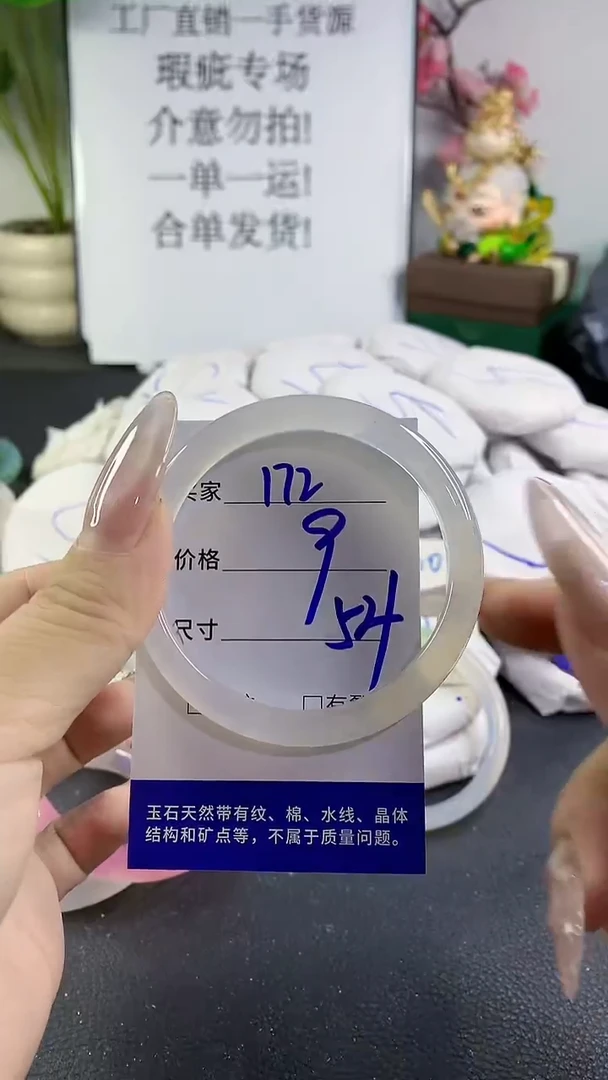 工厂直销一手货源
瑕疵专场
介意勿拍!
一单一运!
合单发货!
买家 172
价格 9
尺寸 54
□有裂
玉石天然带有纹、棉、水线、晶体
结构和矿点等，不属于质量问题。